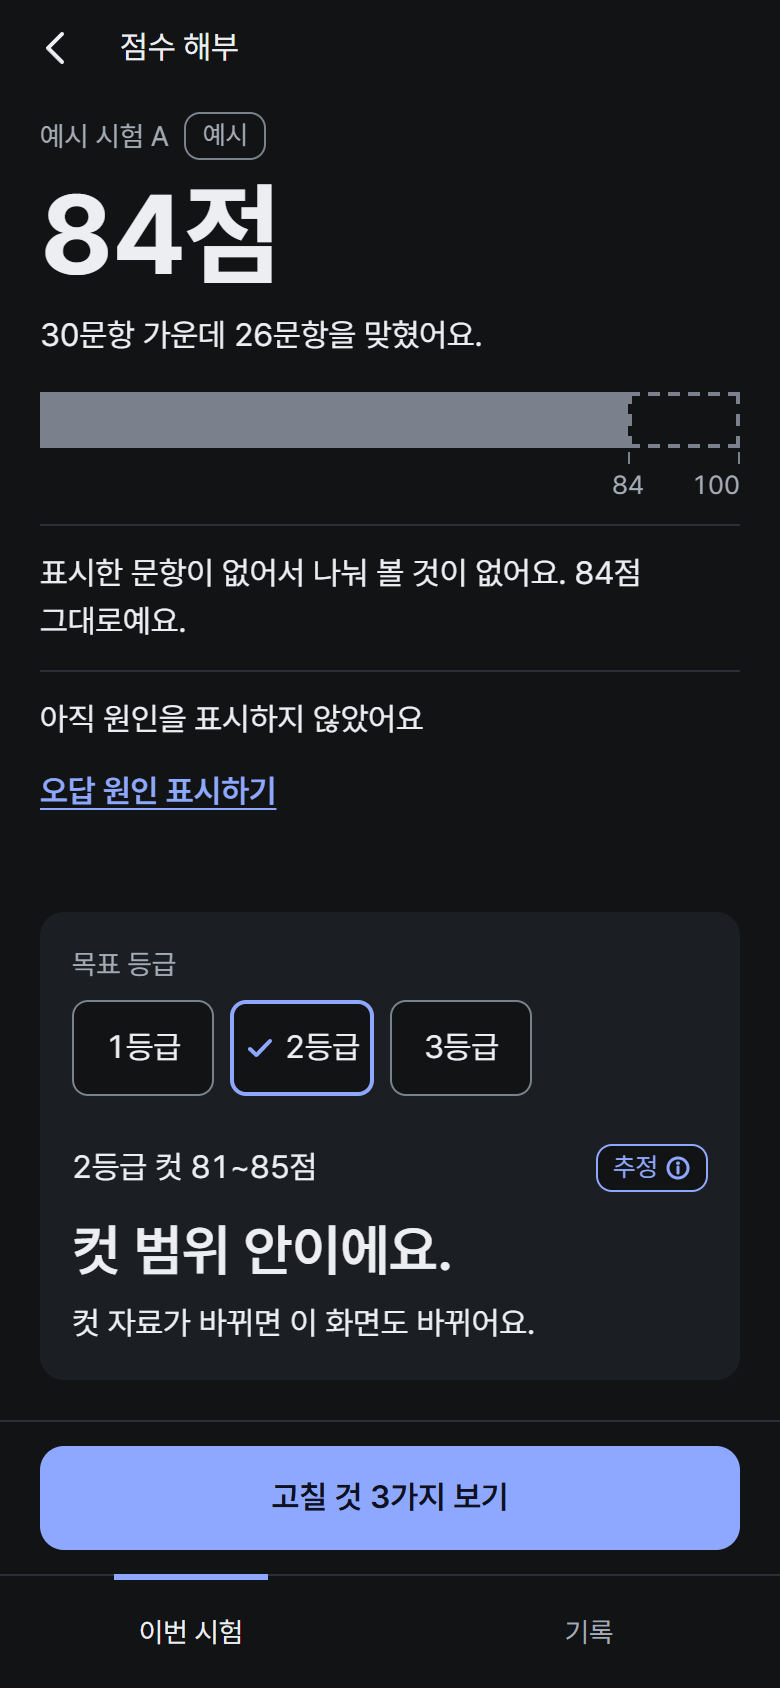 점수 해부
예시 시험 A 예시
84점
30문항 가운데 26문항을 맞혔어요.
84 100
표시한 문항이 없어서 나눠 볼 것이 없어요. 84점
그대로예요.
아직 원인을 표시하지 않았어요
오답 원인 표시하기
목표 등급
1등급 2등급 3등급
2등급 컷 81~85점 추정
컷 범위 안이에요.
컷 자료가 바뀌면 이 화면도 바뀌어요.
고칠 것 3가지 보기
이번 시험 기록